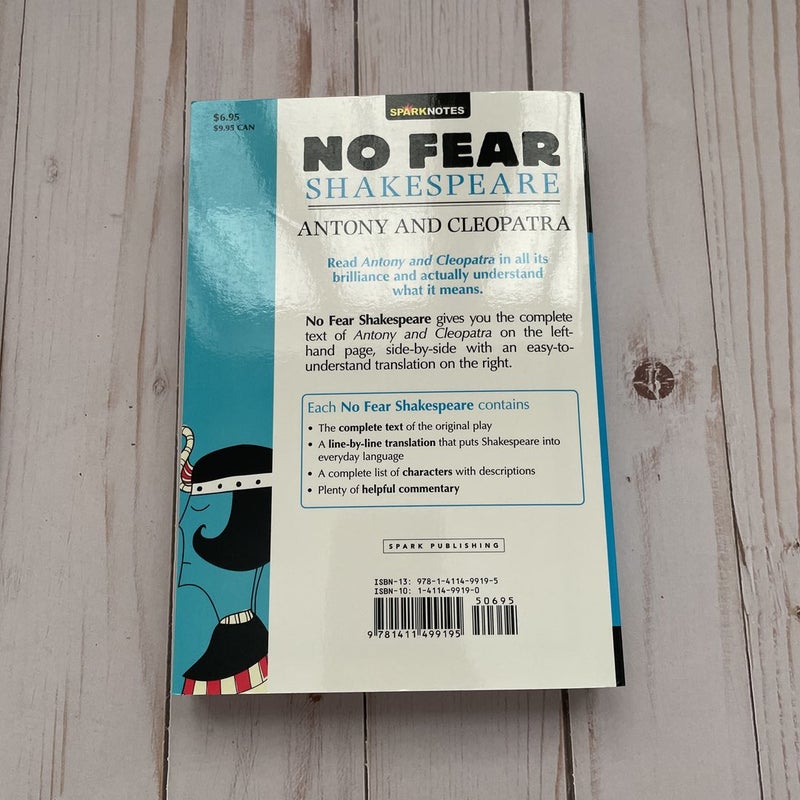 $6.95
$9.95 CAN
SPARKNOTES
NO FEAR
SHAKESPEARE
ANTONY AND CLEOPATRA
Read Antony and Cleopatra in all its
brilliance and actually understand
what it means.
No Fear Shakespeare gives you the complete
text of Antony and Cleopatra on the left-
hand page, side-by-side with an easy-to-
understand translation on the right.
Each No Fear Shakespeare contains
• The complete text of the original play
• A line-by-line translation that puts Shakespeare into
everyday language
• A complete list of characters with descriptions
• Plenty of helpful commentary
SPARK PUBLISHING
ISBN-13: 978-1-4114-9919-5
ISBN-10: 1-4114-9919-0
50695
9 781411 499195